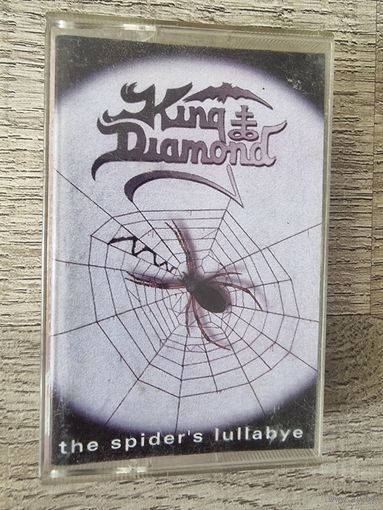 King
Diamond
the spider's lullabye